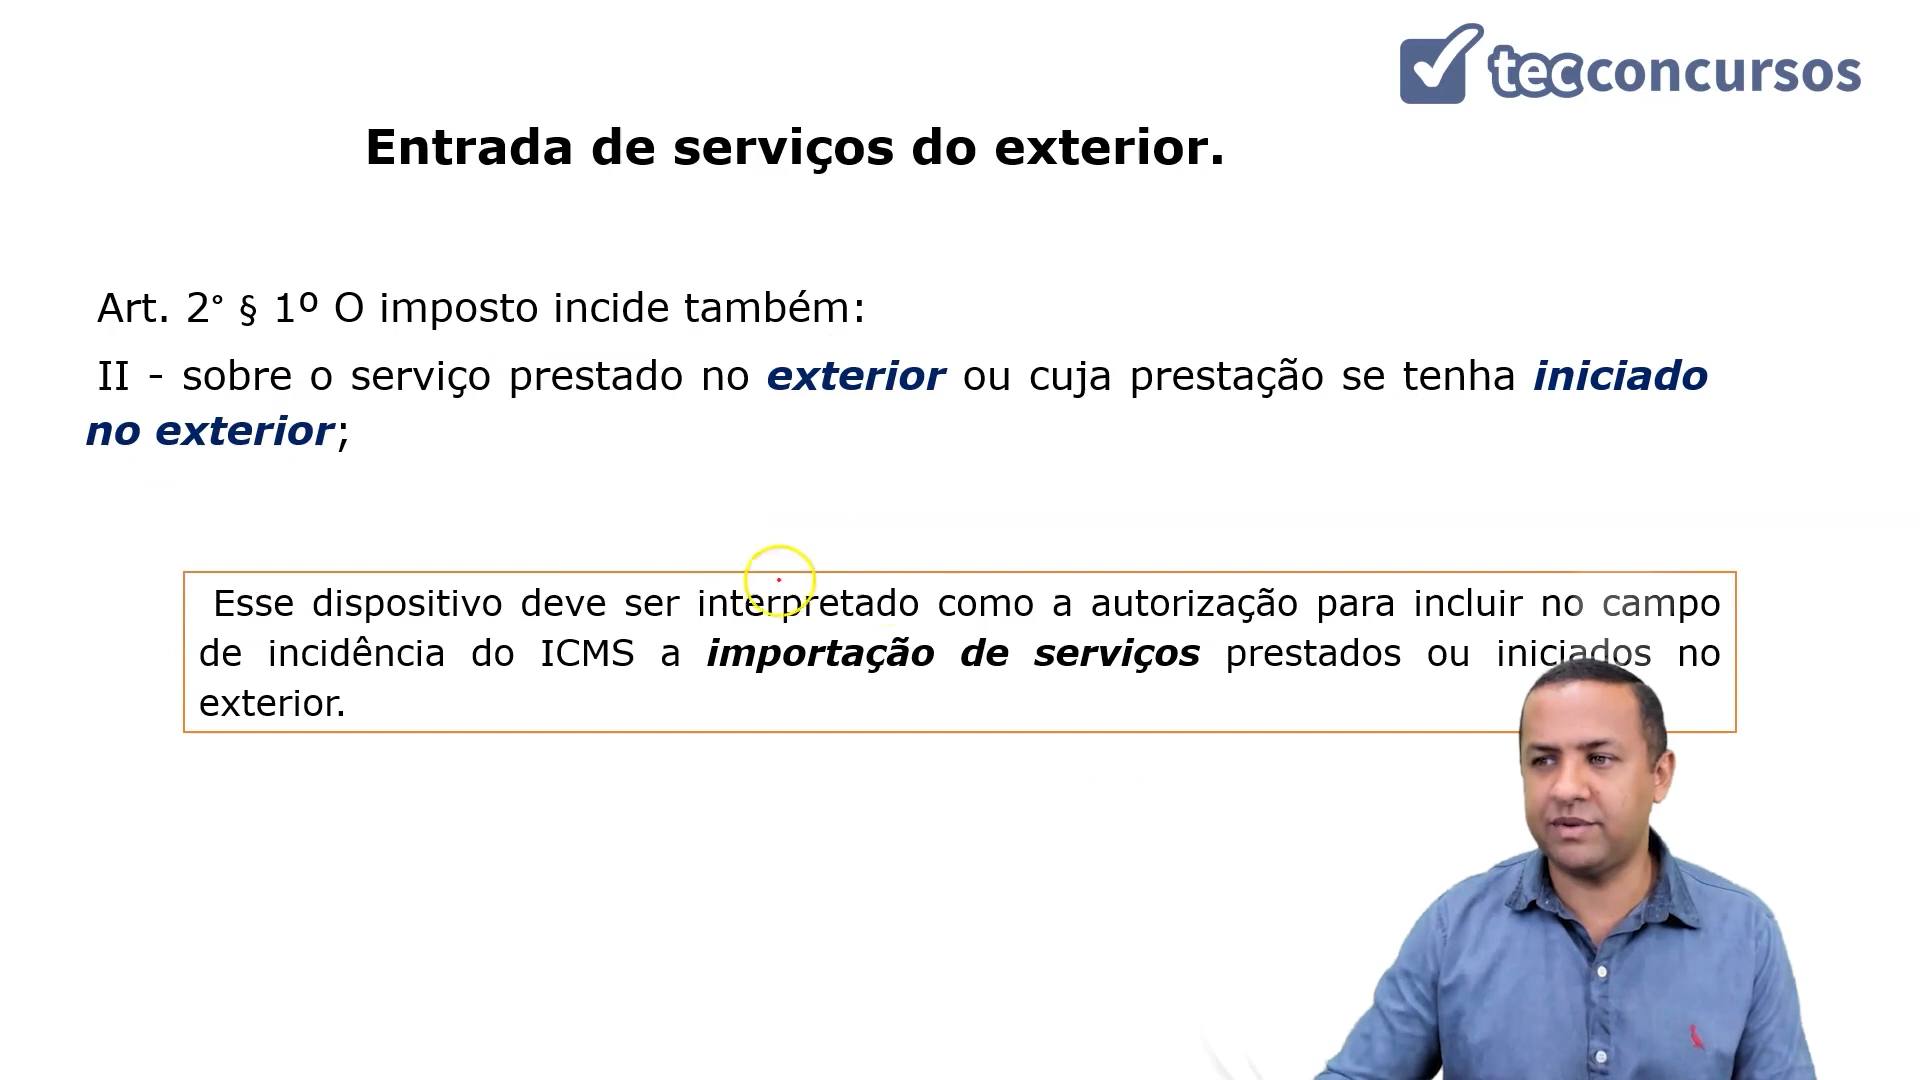 tecconcursos
Entrada de serviços do exterior.
Art. 2° § 1º O imposto incide também:
II - sobre o serviço prestado no exterior ou cuja prestação se tenha iniciado
no exterior;
Esse dispositivo deve ser interpretado como a autorização para incluir no campo
de incidência do ICMS a importação de serviços prestados ou iniciados no
exterior.